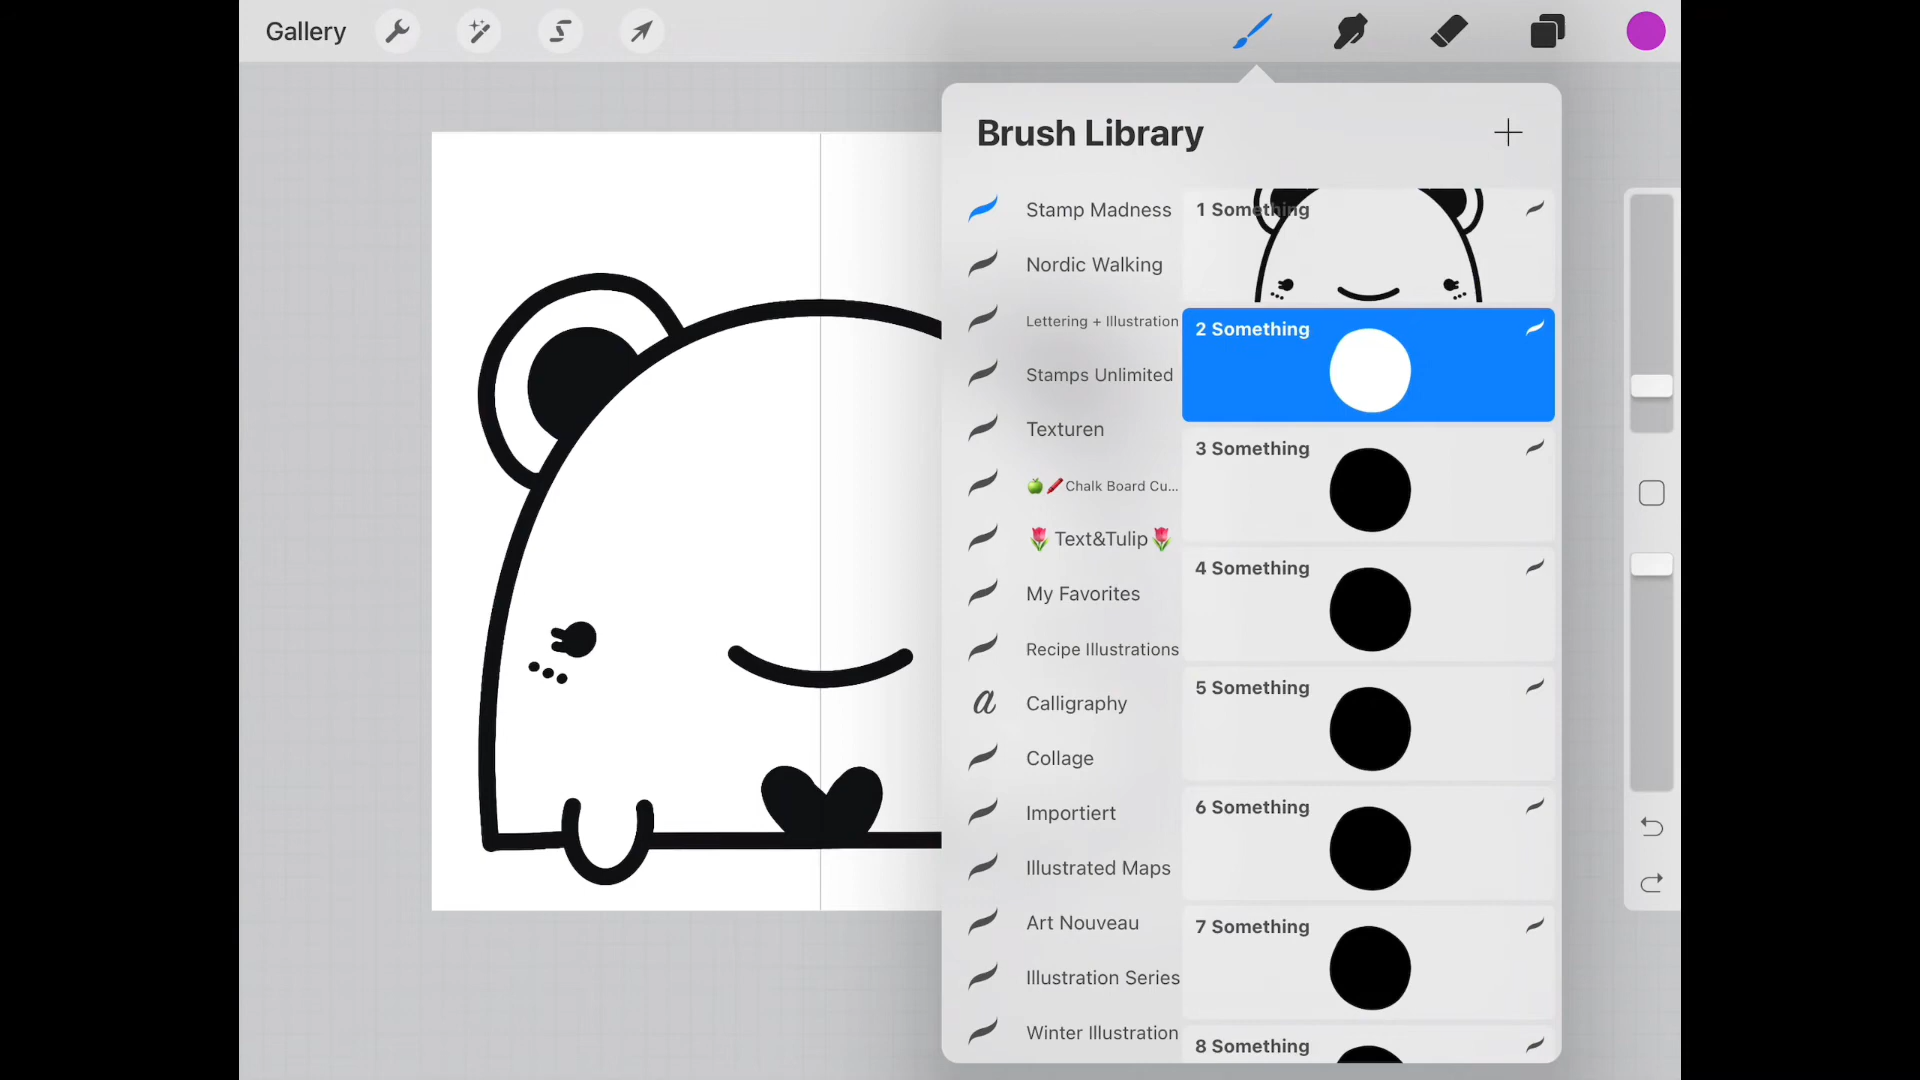 Gallery
Brush Library
Stamp Madness
Nordic Walking
Lettering + Illustration
Stamps Unlimited
Texturen
🍏🖍️Chalk Board Cu...
🌷Text&Tulip🌷
My Favorites
Recipe Illustrations
Calligraphy
Collage
Importiert
Illustrated Maps
Art Nouveau
Illustration Series
Winter Illustration
1 Something
2 Something
3 Something
4 Something
5 Something
6 Something
7 Something
8 Something